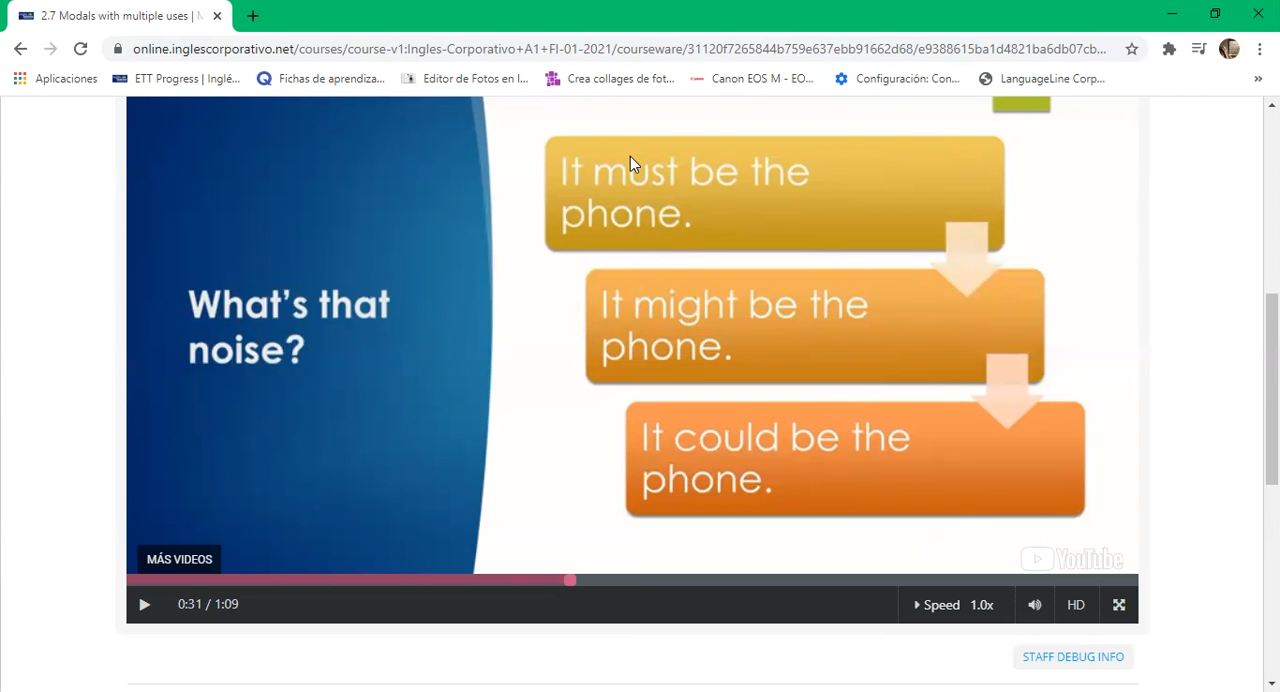 2.7 Modals with multiple uses |
online.inglescorporativo.net/courses/course-v1:Ingles-Corporativo+A1+FI-01-2021/courseware/31120f7265844b759e637ebb91662d68/e9388615ba1d4821ba6db07cb...
Aplicaciones
ETT Progress | Inglé...
Fichas de aprendiza...
Editor de Fotos en l...
Crea collages de fot...
Canon EOS M - EO...
Configuración: Con...
LanguageLine Corp...
»
What's that
noise?
It must be the
phone.
It might be the
phone.
It could be the
phone.
MÁS VIDEOS
YouTube
0:31 / 1:09
Speed 1.0x
HD
STAFF DEBUG INFO